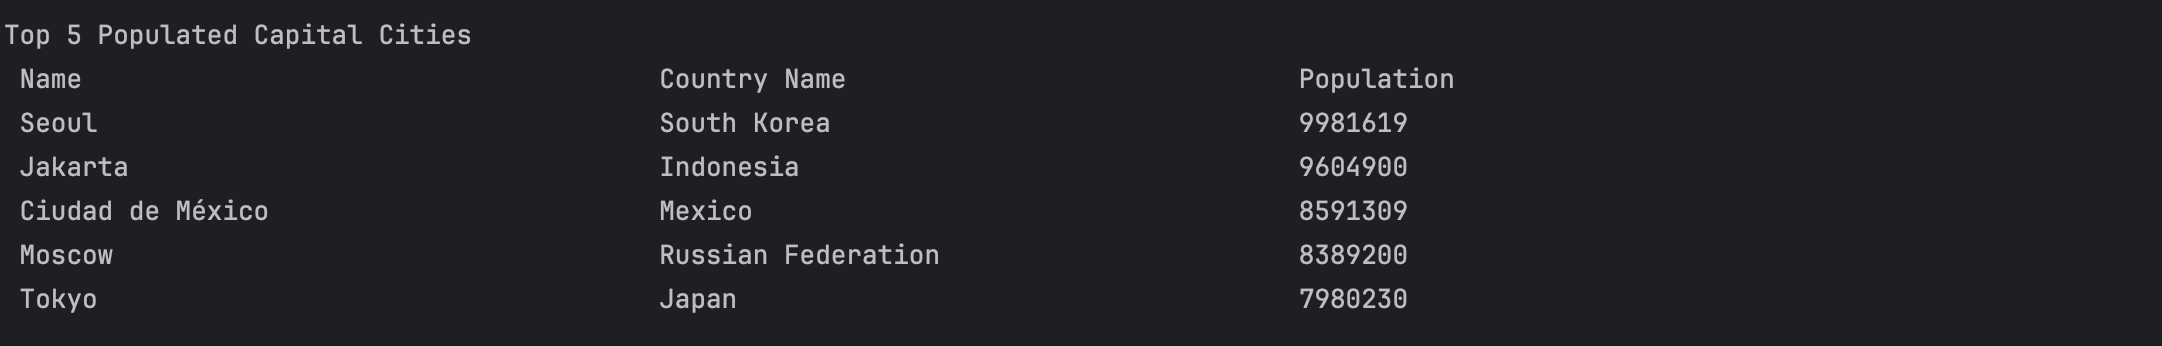 Top 5 Populated Capital Cities
Name Country Name Population
Seoul South Korea 9981619
Jakarta Indonesia 9604900
Ciudad de México Mexico 8591309
Moscow Russian Federation 8389200
Tokyo Japan 7980230